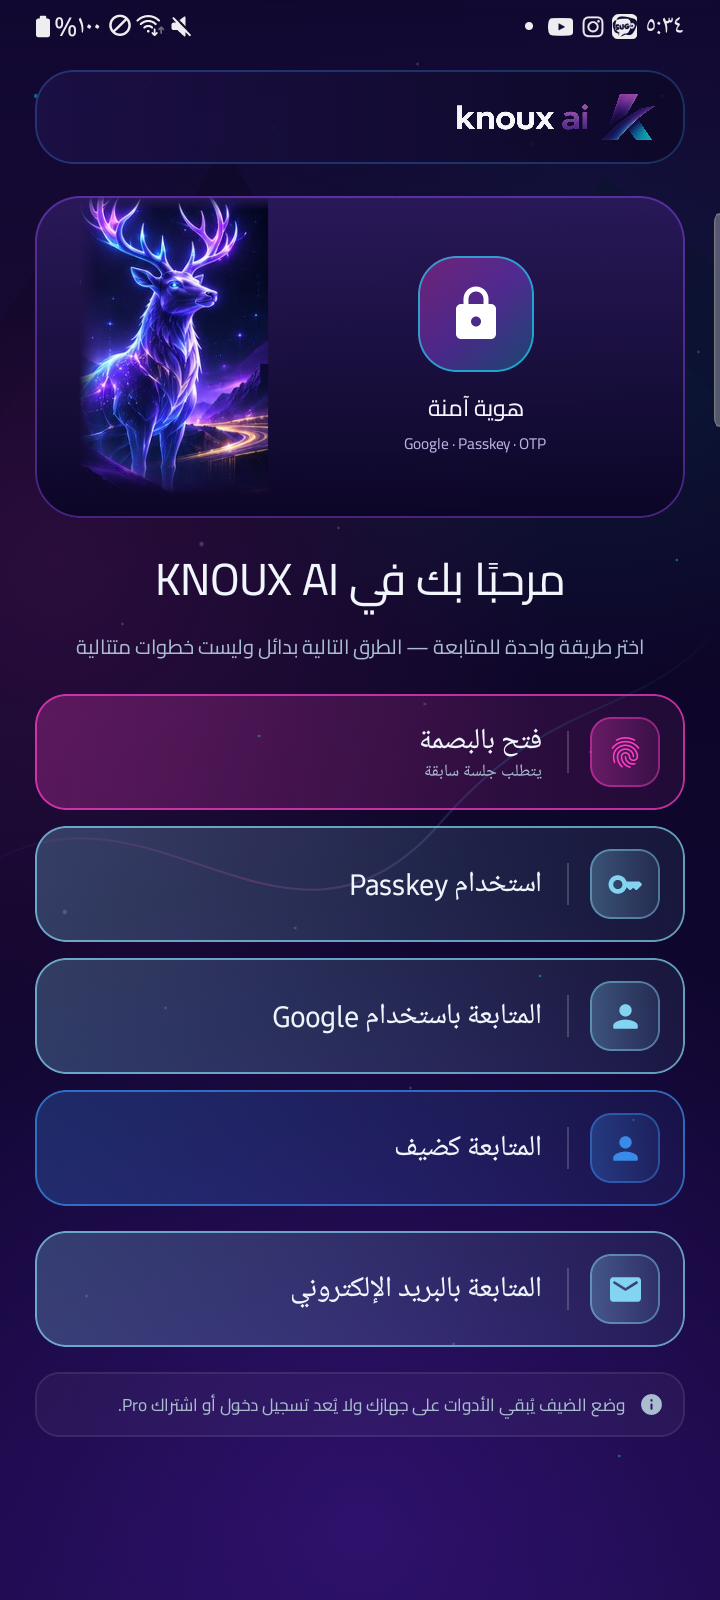 ٥:٣٤
%١٠٠
knoux ai
هوية آمنة
Google · Passkey · OTP
مرحبًا بك في KNOUX AI
اختر طريقة واحدة للمتابعة — الطرق التالية بدائل وليست خطوات متتالية
فتح بالبصمة
يتطلب جلسة سابقة
استخدام Passkey
المتابعة باستخدام Google
المتابعة كضيف
المتابعة بالبريد الإلكتروني
وضع الضيف يُبقي الأدوات على جهازك ولا يُعد تسجيل دخول أو اشتراك Pro.